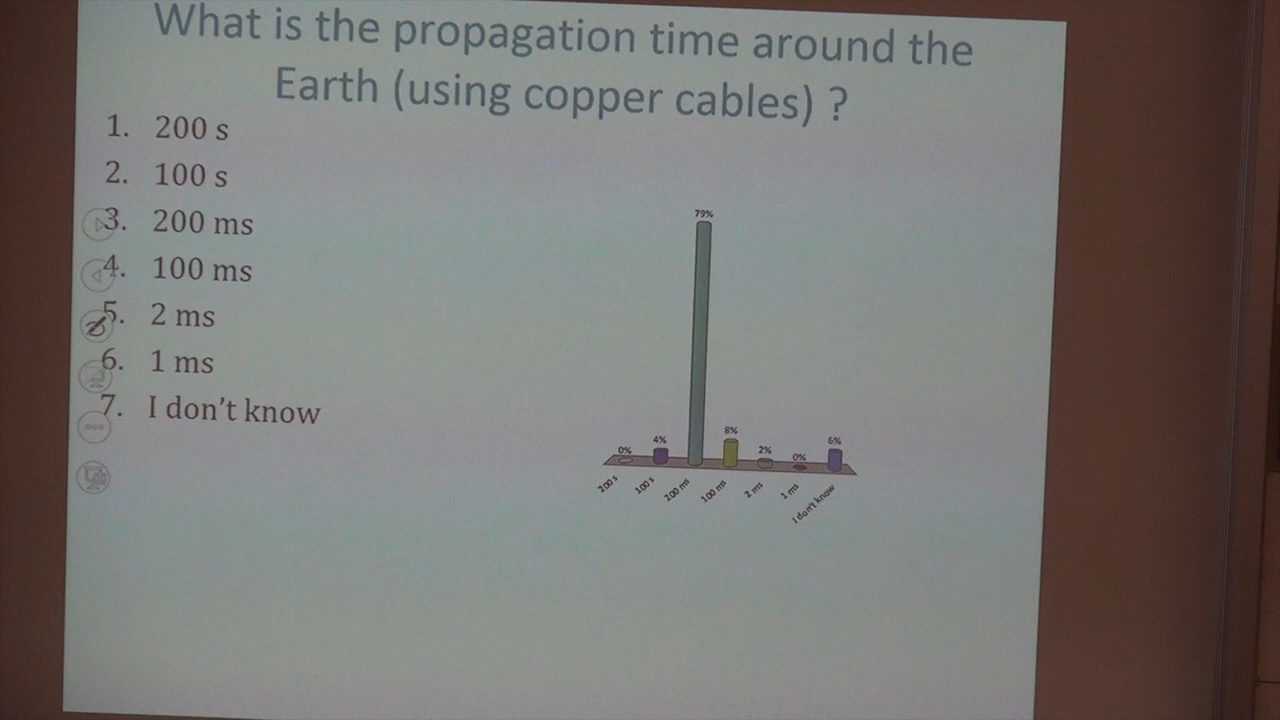 What is the propagation time around the
Earth (using copper cables) ?
1. 200 s
2. 100 s
3. 200 ms
4. 100 ms
5. 2 ms
6. 1 ms
7. I don't know
79%
8%
4%
6%
0%
2%
0%
200 s
100 s
200 ms
100 ms
2 ms
1 ms
I don't know